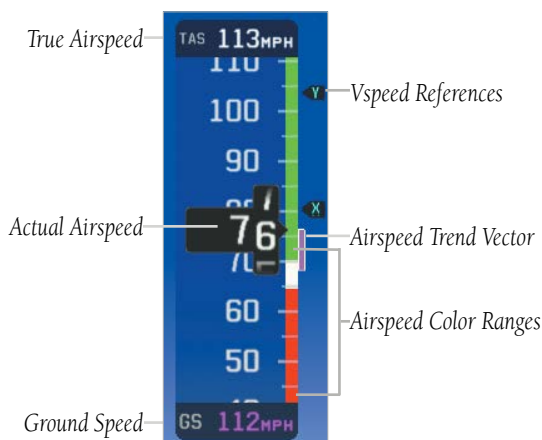 True Airspeed
TAS 113MPH
110
Y
Vspeed References
100
90
X
Actual Airspeed
76
Airspeed Trend Vector
70
60
Airspeed Color Ranges
50
Ground Speed
GS 112MPH